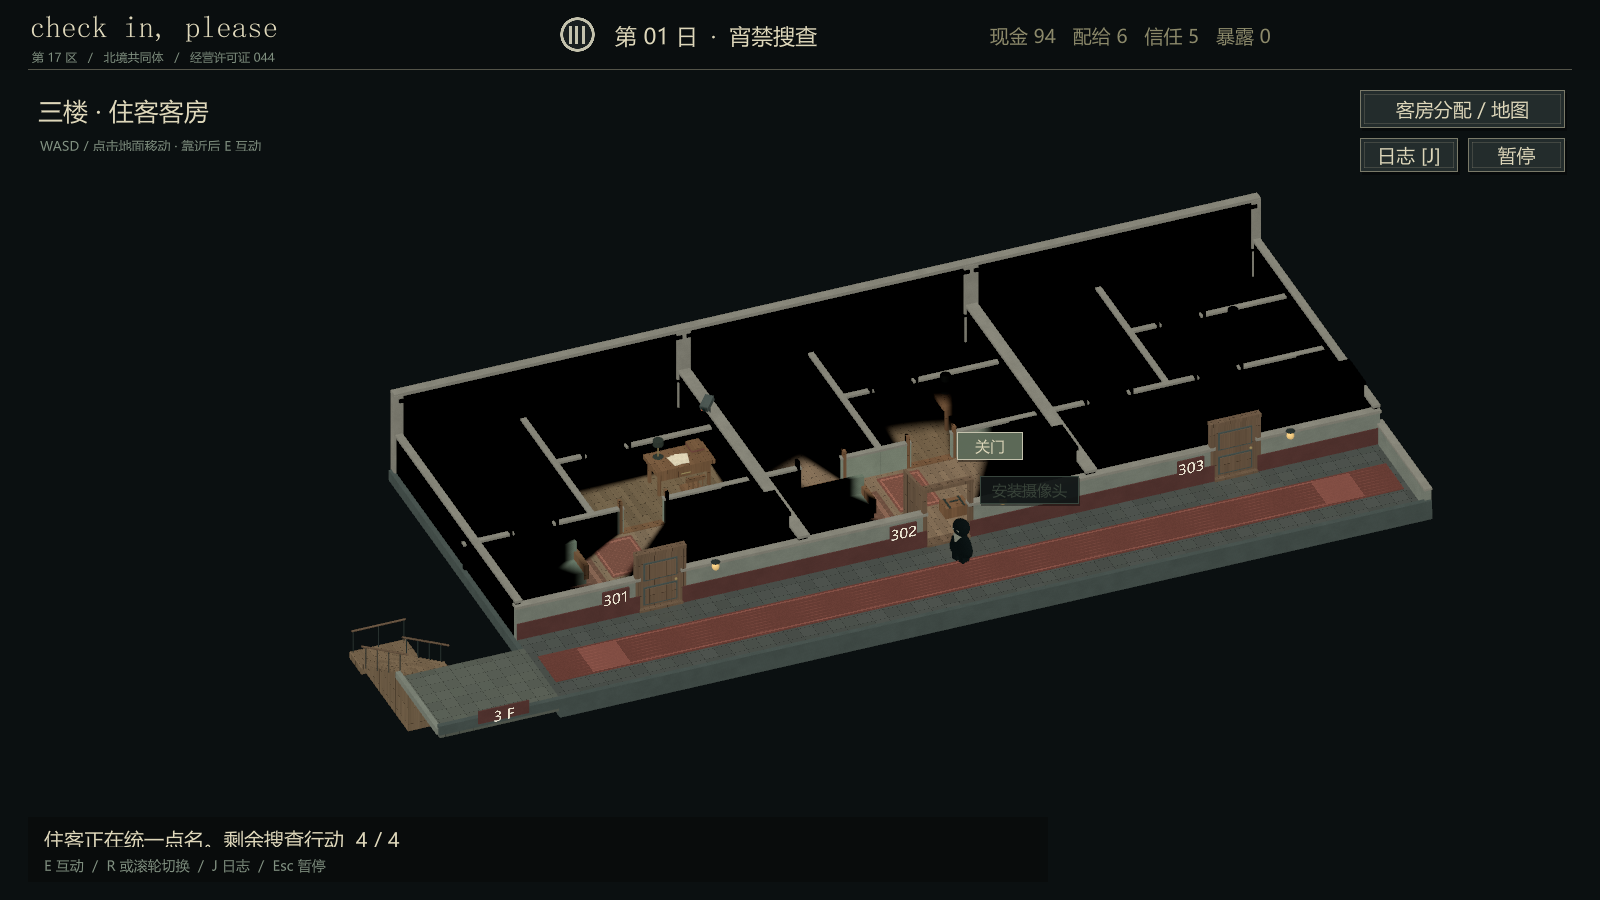 check in, please
第 17 区 / 北境共同体 / 经营许可证 044
第 01 日 · 宵禁搜查
现金 94 配给 6 信任 5 暴露 0
三楼 · 住客客房
WASD / 点击地面移动 · 靠近后 E 互动
客房分配 / 地图
日志 [J]
暂停
关门
安装摄像头
303
302
301
3 F
住客正在统一点名。剩余搜查行动 4 / 4
E 互动 / R 或滚轮切换 / J 日志 / Esc 暂停